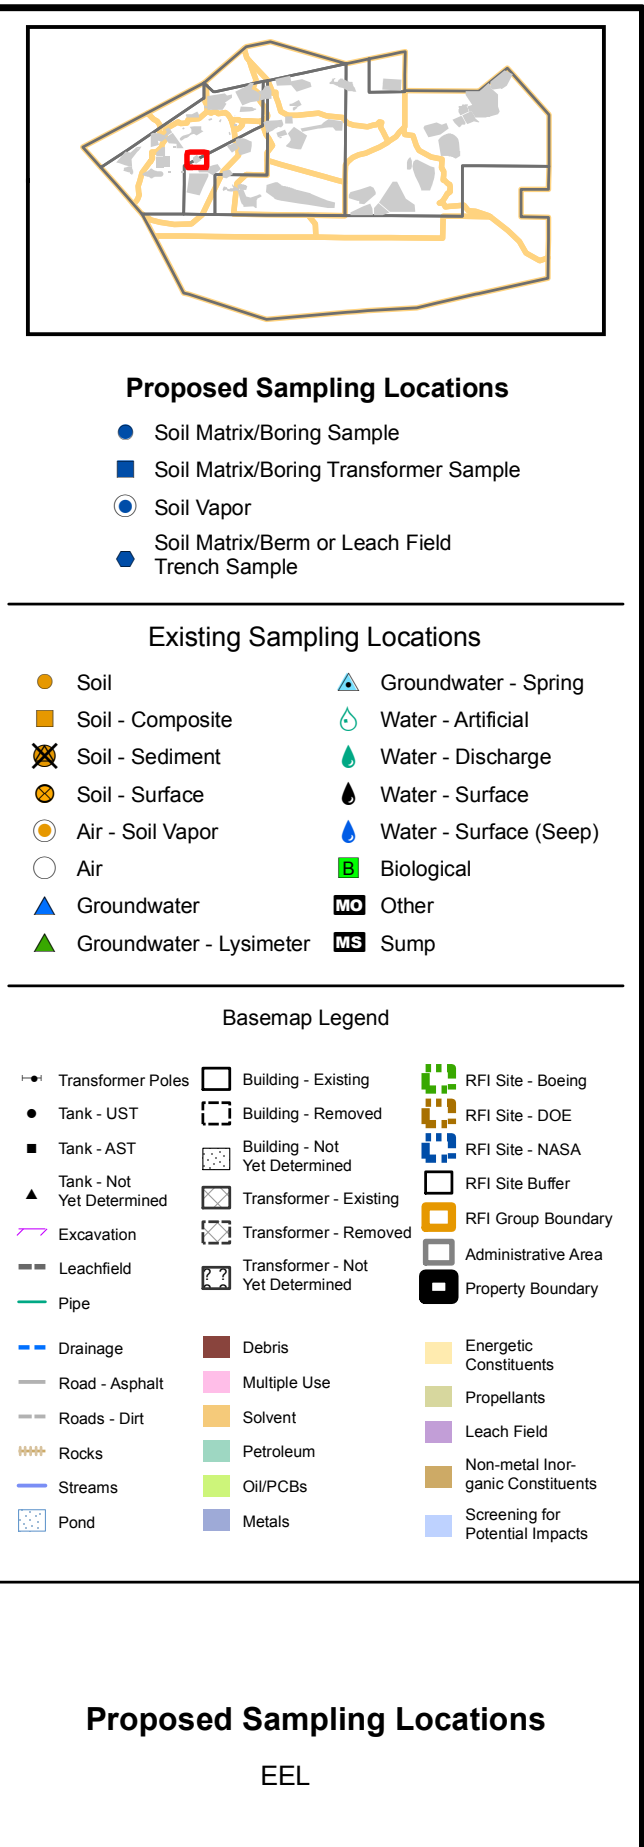 Proposed Sampling Locations
Soil Matrix/Boring Sample
Soil Matrix/Boring Transformer Sample
Soil Vapor
Soil Matrix/Berm or Leach Field
Trench Sample
Existing Sampling Locations
Soil
Soil - Composite
Soil - Sediment
Soil - Surface
Air - Soil Vapor
Air
Groundwater
Groundwater - Lysimeter
Groundwater - Spring
Water - Artificial
Water - Discharge
Water - Surface
Water - Surface (Seep)
B Biological
MO Other
MS Sump
Basemap Legend
Transformer Poles
Tank - UST
Tank - AST
Tank - Not
Yet Determined
Excavation
Leachfield
Pipe
Drainage
Road - Asphalt
Roads - Dirt
Rocks
Streams
Pond
Building - Existing
Building - Removed
Building - Not
Yet Determined
Transformer - Existing
Transformer - Removed
? ? Transformer - Not
Yet Determined
Debris
Multiple Use
Solvent
Petroleum
Oil/PCBs
Metals
RFI Site - Boeing
RFI Site - DOE
RFI Site - NASA
RFI Site Buffer
RFI Group Boundary
Administrative Area
Property Boundary
Energetic
Constituents
Propellants
Leach Field
Non-metal Inor-
ganic Constituents
Screening for
Potential Impacts
Proposed Sampling Locations
EEL